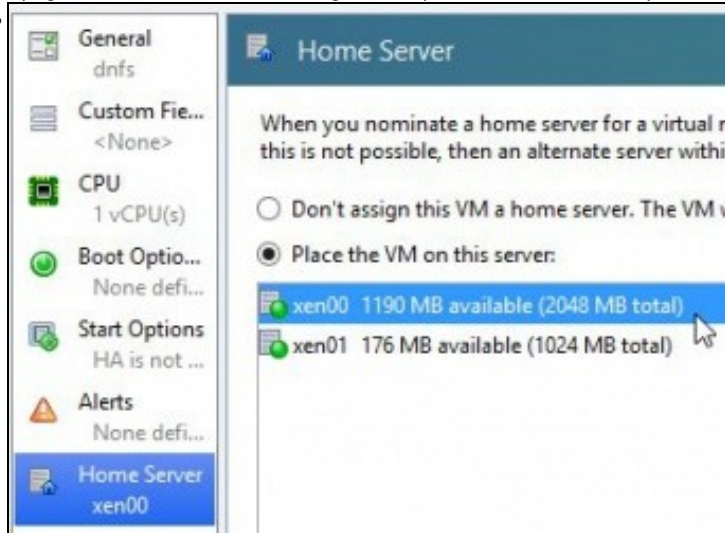 General
dnfs
Custom Fie...
<None>
CPU
1 vCPU(s)
Boot Optio...
None defi...
Start Options
HA is not ...
Alerts
None defi...
Home Server
xen00
Home Server
When you nominate a home server for a virtual
this is not possible, then an alternate server
Don't assign this VM a home server. The VM
Place the VM on this server:
xen00 1190 MB available (2048 MB total)
xen01 176 MB available (1024 MB total)